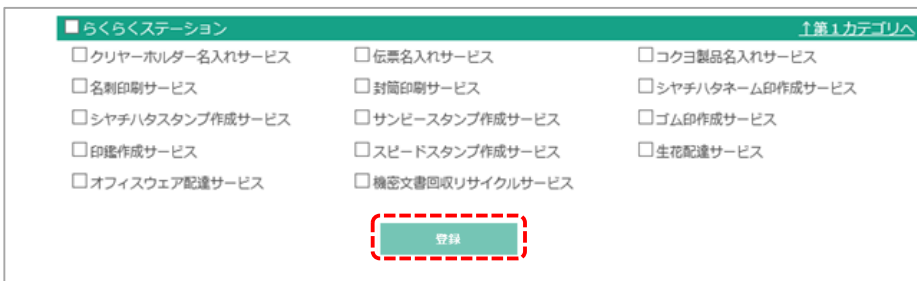 らくらくステーション ↑第1カテゴリへ
クリヤーホルダー名入れサービス 伝票名入れサービス コクヨ製品名入れサービス
名刺印刷サービス 封筒印刷サービス シヤチハタネーム印作成サービス
シヤチハタスタンプ作成サービス サンビースタンプ作成サービス ゴム印作成サービス
印鑑作成サービス スピードスタンプ作成サービス 生花配達サービス
オフィスウェア配達サービス 機密文書回収リサイクルサービス
登録